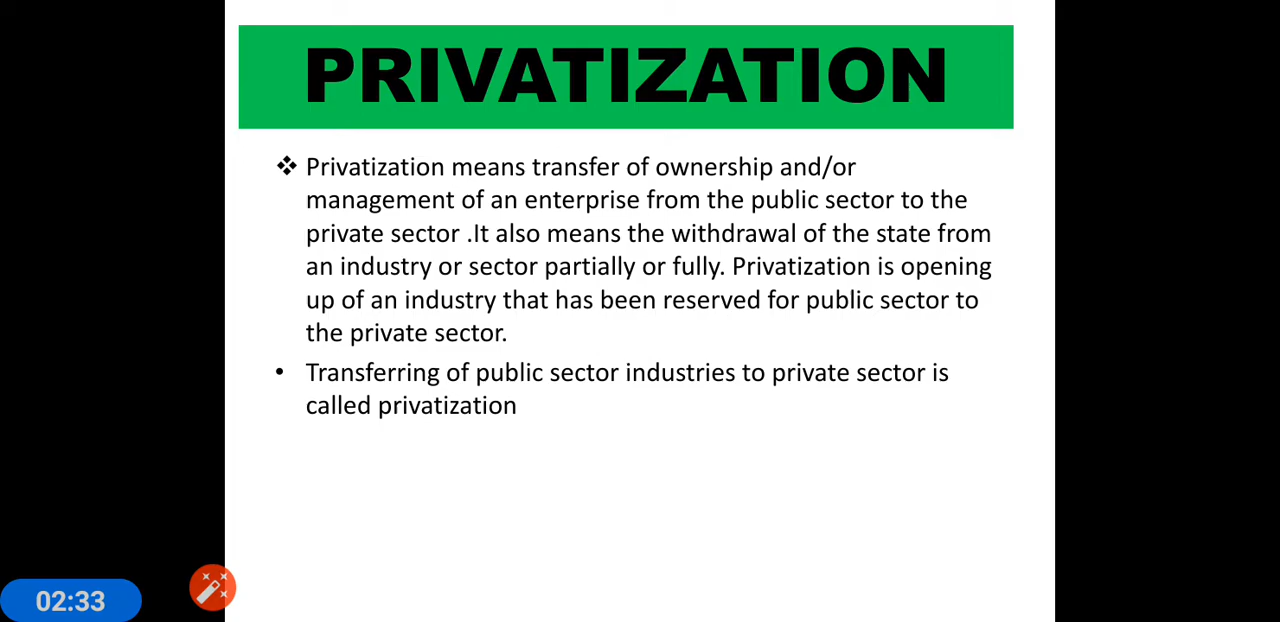 PRIVATIZATION
❖ Privatization means transfer of ownership and/or
management of an enterprise from the public sector to the
private sector .It also means the withdrawal of the state from
an industry or sector partially or fully. Privatization is opening
up of an industry that has been reserved for public sector to
the private sector.
• Transferring of public sector industries to private sector is
called privatization
02:33